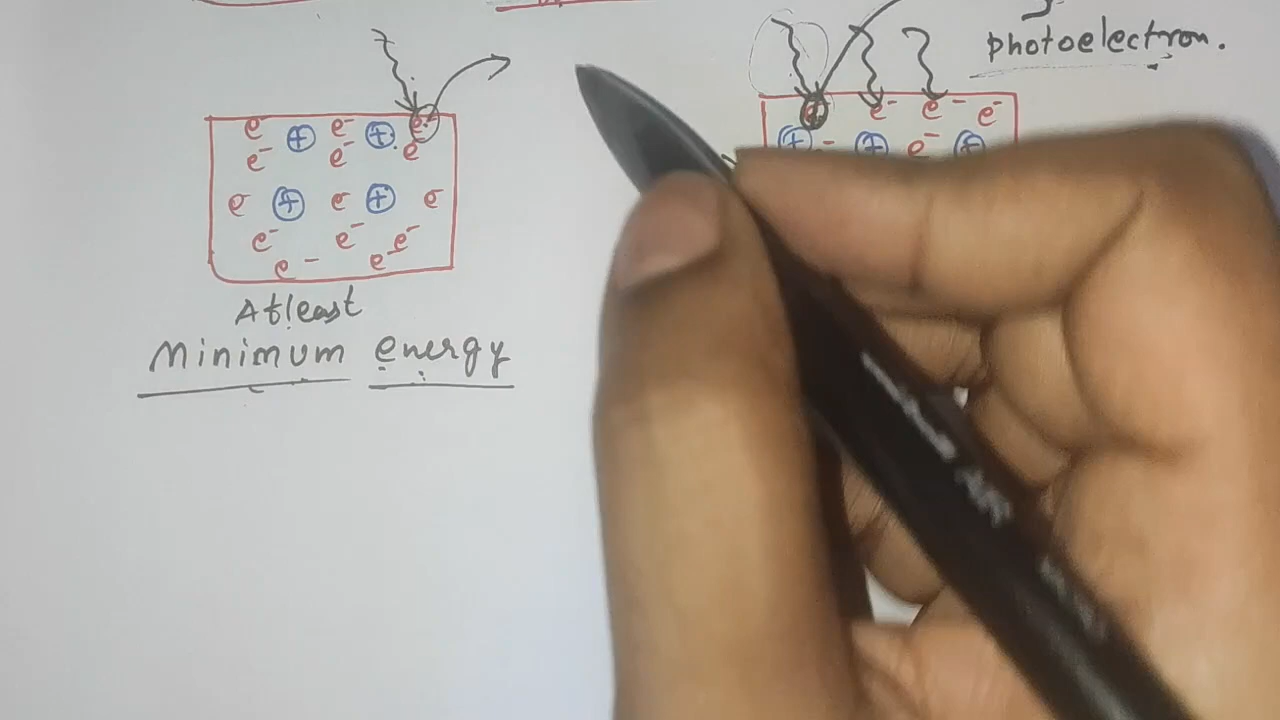 photoelectron.
e⁻ e⁻ e⁻
e⁻ + e⁻ + e⁻
e⁻ e⁻ e⁻
+ - + e⁻ +
e⁻ + e⁻ + e⁻
e⁻ e⁻ e⁻
e⁻ e⁻
Atleast
Minimum energy